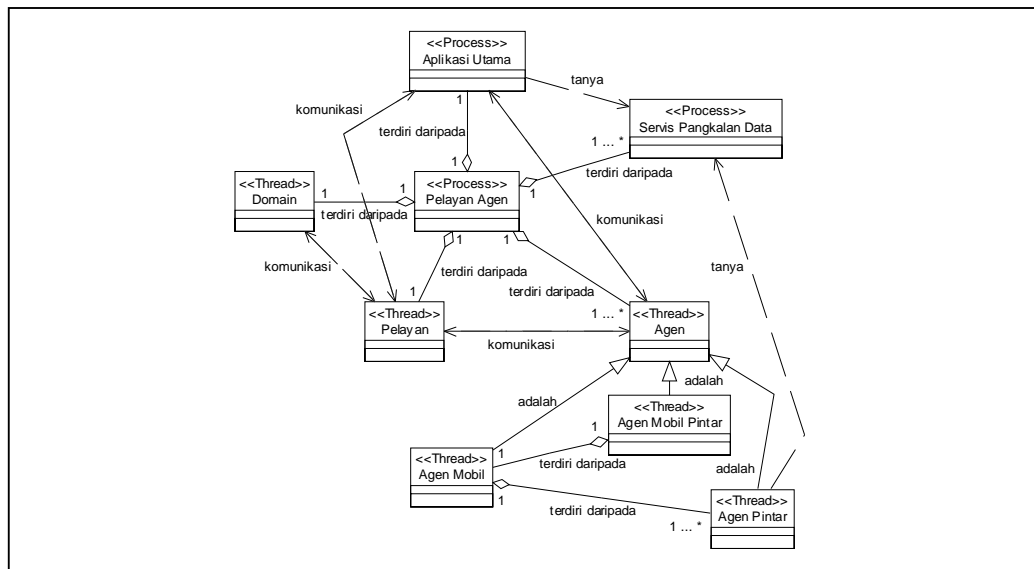 <<Process>>
Aplikasi Utama
tanya
komunikasi
1
<<Process>>
Servis Pangkalan Data
terdiri daripada
1 ... *
1
terdiri daripada
<<Thread>>
Domain
1
1
<<Process>>
Pelayan Agen
1
terdiri daripada
komunikasi
1
1
komunikasi
terdiri daripada
tanya
terdiri daripada
1
1 ... *
<<Thread>>
Pelayan
<<Thread>>
Agen
komunikasi
adalah
adalah
<<Thread>>
Agen Mobil Pintar
1
<<Thread>>
Agen Mobil
1
terdiri daripada
adalah
1
terdiri daripada
<<Thread>>
Agen Pintar
1 ... *